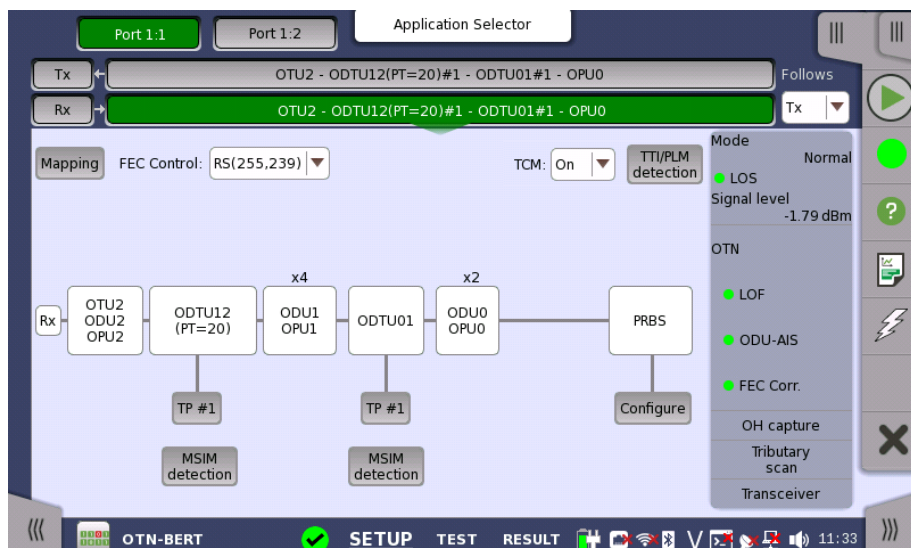 Port 1:1
Port 1:2
Application Selector
Tx
OTU2 - ODTU12(PT=20)#1 - ODTU01#1 - OPU0
Follows
Rx
OTU2 - ODTU12(PT=20)#1 - ODTU01#1 - OPU0
Tx
Mapping
FEC Control:
RS(255,239)
TCM:
On
TTI/PLM
detection
Mode
Normal
LOS
Signal level
-1.79 dBm
OTN
LOF
ODU-AIS
FEC Corr.
OH capture
Tributary
scan
Transceiver
x4
x2
Rx
OTU2
ODU2
OPU2
ODTU12
(PT=20)
ODU1
OPU1
ODTU01
ODU0
OPU0
PRBS
TP #1
TP #1
Configure
MSIM
detection
MSIM
detection
OTN-BERT
SETUP
TEST
RESULT
11:33